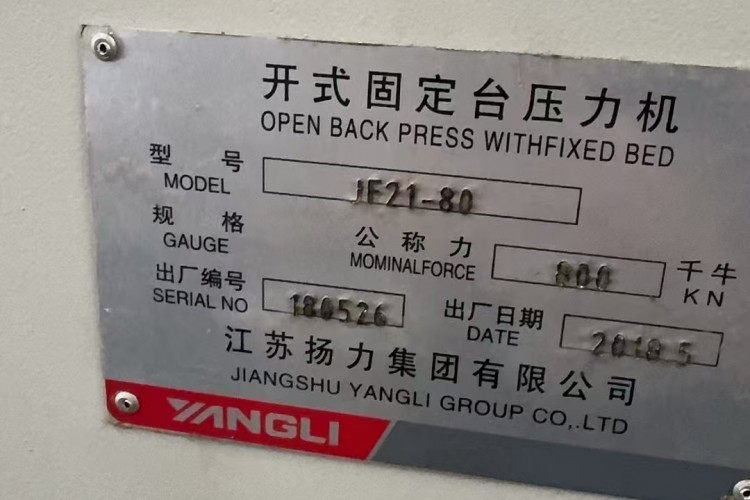 开式固定台压力机
OPEN BACK PRESS WITHFIXED BED
型 号 JF21-80
MODEL
规 格 公 称 力 800 千牛
GAUGE MOMINALFORCE KN
出厂编号 180526 出厂日期 2018 5
SERIAL NO DATE
江苏扬力集团有限公司
JIANGSHU YANGLI GROUP CO,.LTD
YANGLI